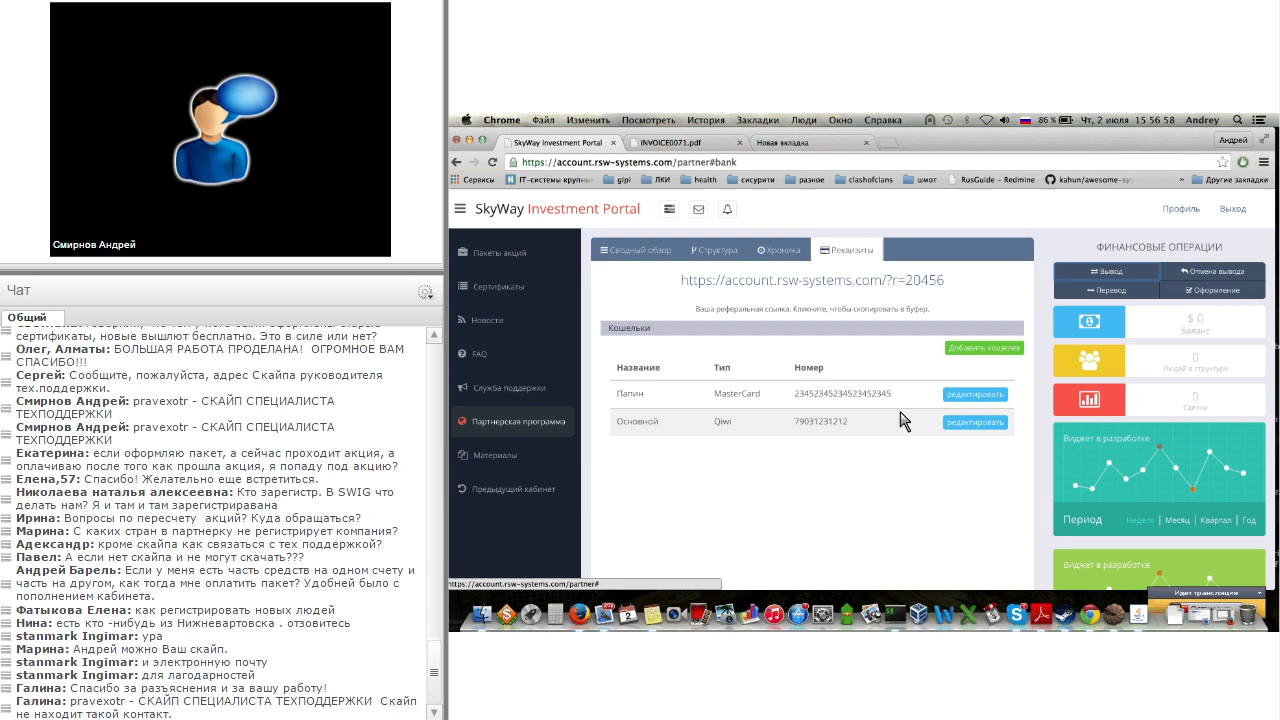 Смирнов Андрей
Чат
Общий
сертификаты, новые вышлют бесплатно. Это в силе или нет?
Олег, Алматы: БОЛЬШАЯ РАБОТА ПРОДЕЛАНА! ОГРОМНОЕ ВАМ
СПАСИБО!!!
Сергей: Сообщите, пожалуйста, адрес Скайпа руководителя
тех.поддержки.
Смирнов Андрей: pravexotr - СКАЙП СПЕЦИАЛИСТА
ТЕХПОДДЕРЖКИ
Смирнов Андрей: pravexotr - СКАЙП СПЕЦИАЛИСТА
ТЕХПОДДЕРЖКИ
Екатерина: если оформляю пакет, а сейчас проходит акция, а
оплачиваю после того как прошла акция, я попаду под акцию?
Елена,57: Спасибо! Желательно еще встретиться.
Николаева наталья алексеевна: Кто зарегистр. В SWIG что
делать нам? Я и там и там зарегистриравана
Ирина: Вопросы по пересчету акций? Куда обращаться?
Марина: С каких стран в партнерку не регистрирует компания?
Адександр: кроме скайпа как связаться с тех поддержкой?
Павел: А если нет скайпа и не могут скачать???
Андрей Барель: Если у меня есть часть средств на одном счету и
часть на другом, как тогда мне оплатить пакет? Удобней было с
пополнением кабинета.
Фатыкова Елена: как регистрировать новых людей
Нина: есть кто -нибудь из Нижневартовска . отзовитесь
stanmark Ingimar: ура
Марина: Андрей можно Ваш скайп.
stanmark Ingimar: и электронную почту
stanmark Ingimar: для лагодарностей
Галина: Спасибо за разъяснения и за вашу работу!
Галина: pravexotr - СКАЙП СПЕЦИАЛИСТА ТЕХПОДДЕРЖКИ Скайп
не находит такой контакт.
Chrome Файл Изменить Посмотреть История Закладки Люди Окно Справка 86 % Чт, 2 июля 15 56 58 Andrey
SkyWay Investment Portal INVOICE0071.pdf Новая вкладка Андрей
https://account.rsw-systems.com/partner#bank
Сервисы IT-системы крупны glpi ЛКИ health сисурити разное clashofclans шмот RusGuide - Redmine kahun/awesome-sy » Другие закладки
SkyWay Investment Portal Профиль Выход
Пакеты акций
Сертификаты
Новости
FAQ
Служба поддержки
Партнерская программа
Материалы
Предыдущий кабинет
Сводный обзор Структура Хроника Реквизиты
https://account.rsw-systems.com/?r=20456
Ваша реферальная ссылка. Кликните, чтобы скопировать в буфер.
Кошельки
Добавить кошелек
Название Тип Номер
Папин MasterCard 23452345234523452345 редактировать
Основной Qiwi 79031231212 редактировать
ФИНАНСОВЫЕ ОПЕРАЦИИ
Вывод Отмена вывода
Перевод Оформление
$ 0
Баланс
0
Людей в структуре
0
Сделок
Виджет в разработке
Период Неделя | Месяц | Квартал | Год
Виджет в разработке
https://account.rsw-systems.com/partner#
Идет трансляция